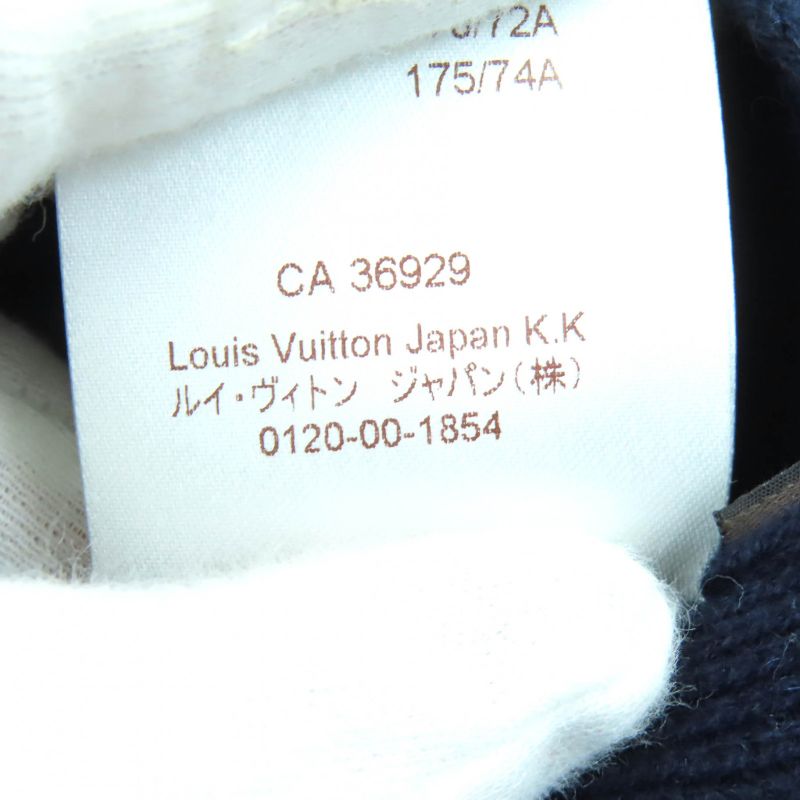 175/74A
CA 36929
Louis Vuitton Japan K.K
ルイ・ヴィトン ジャパン(株)
0120-00-1854